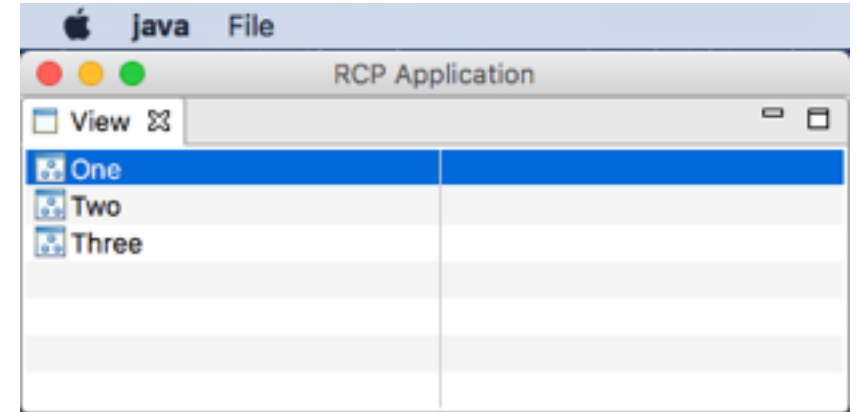 java File
RCP Application
View
One
Two
Three